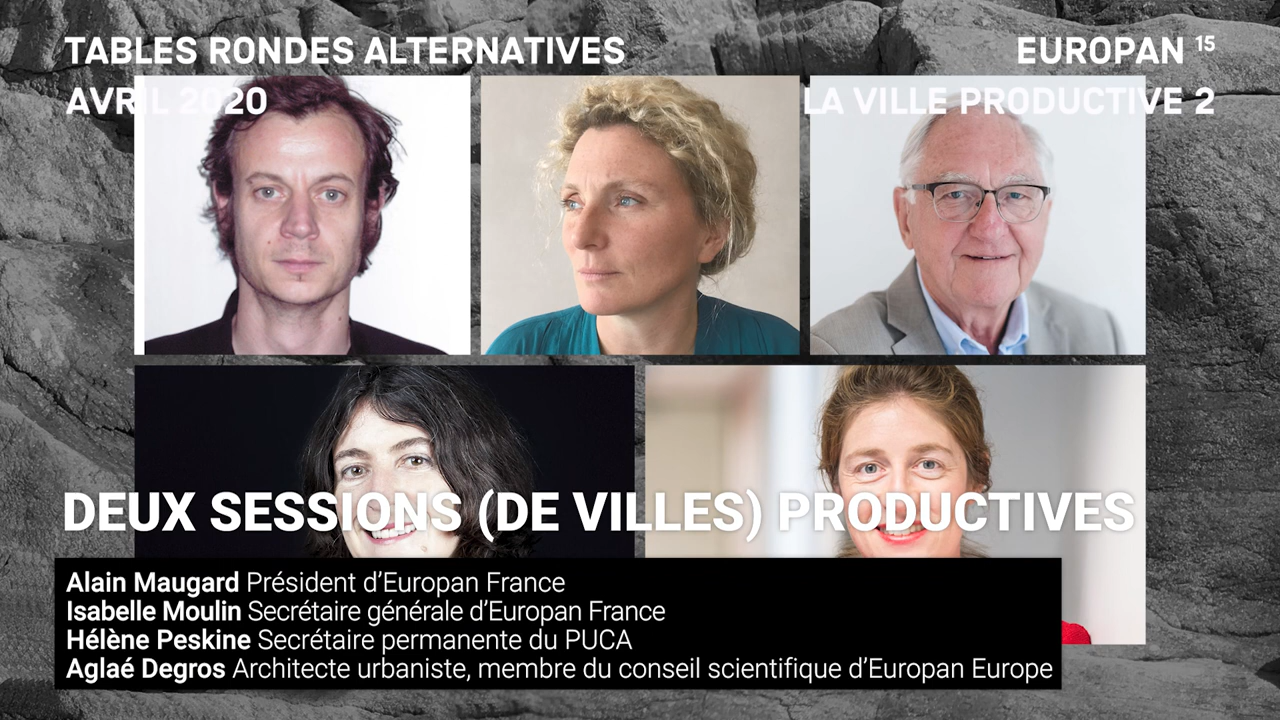 TABLES RONDES ALTERNATIVES
AVRIL 2020
EUROPAN 15
LA VILLE PRODUCTIVE 2
DEUX SESSIONS (DE VILLES) PRODUCTIVES
Alain Maugard Président d’Europan France
Isabelle Moulin Secrétaire générale d’Europan France
Hélène Peskine Secrétaire permanente du PUCA
Aglaé Degros Architecte urbaniste, membre du conseil scientifique d’Europan Europe